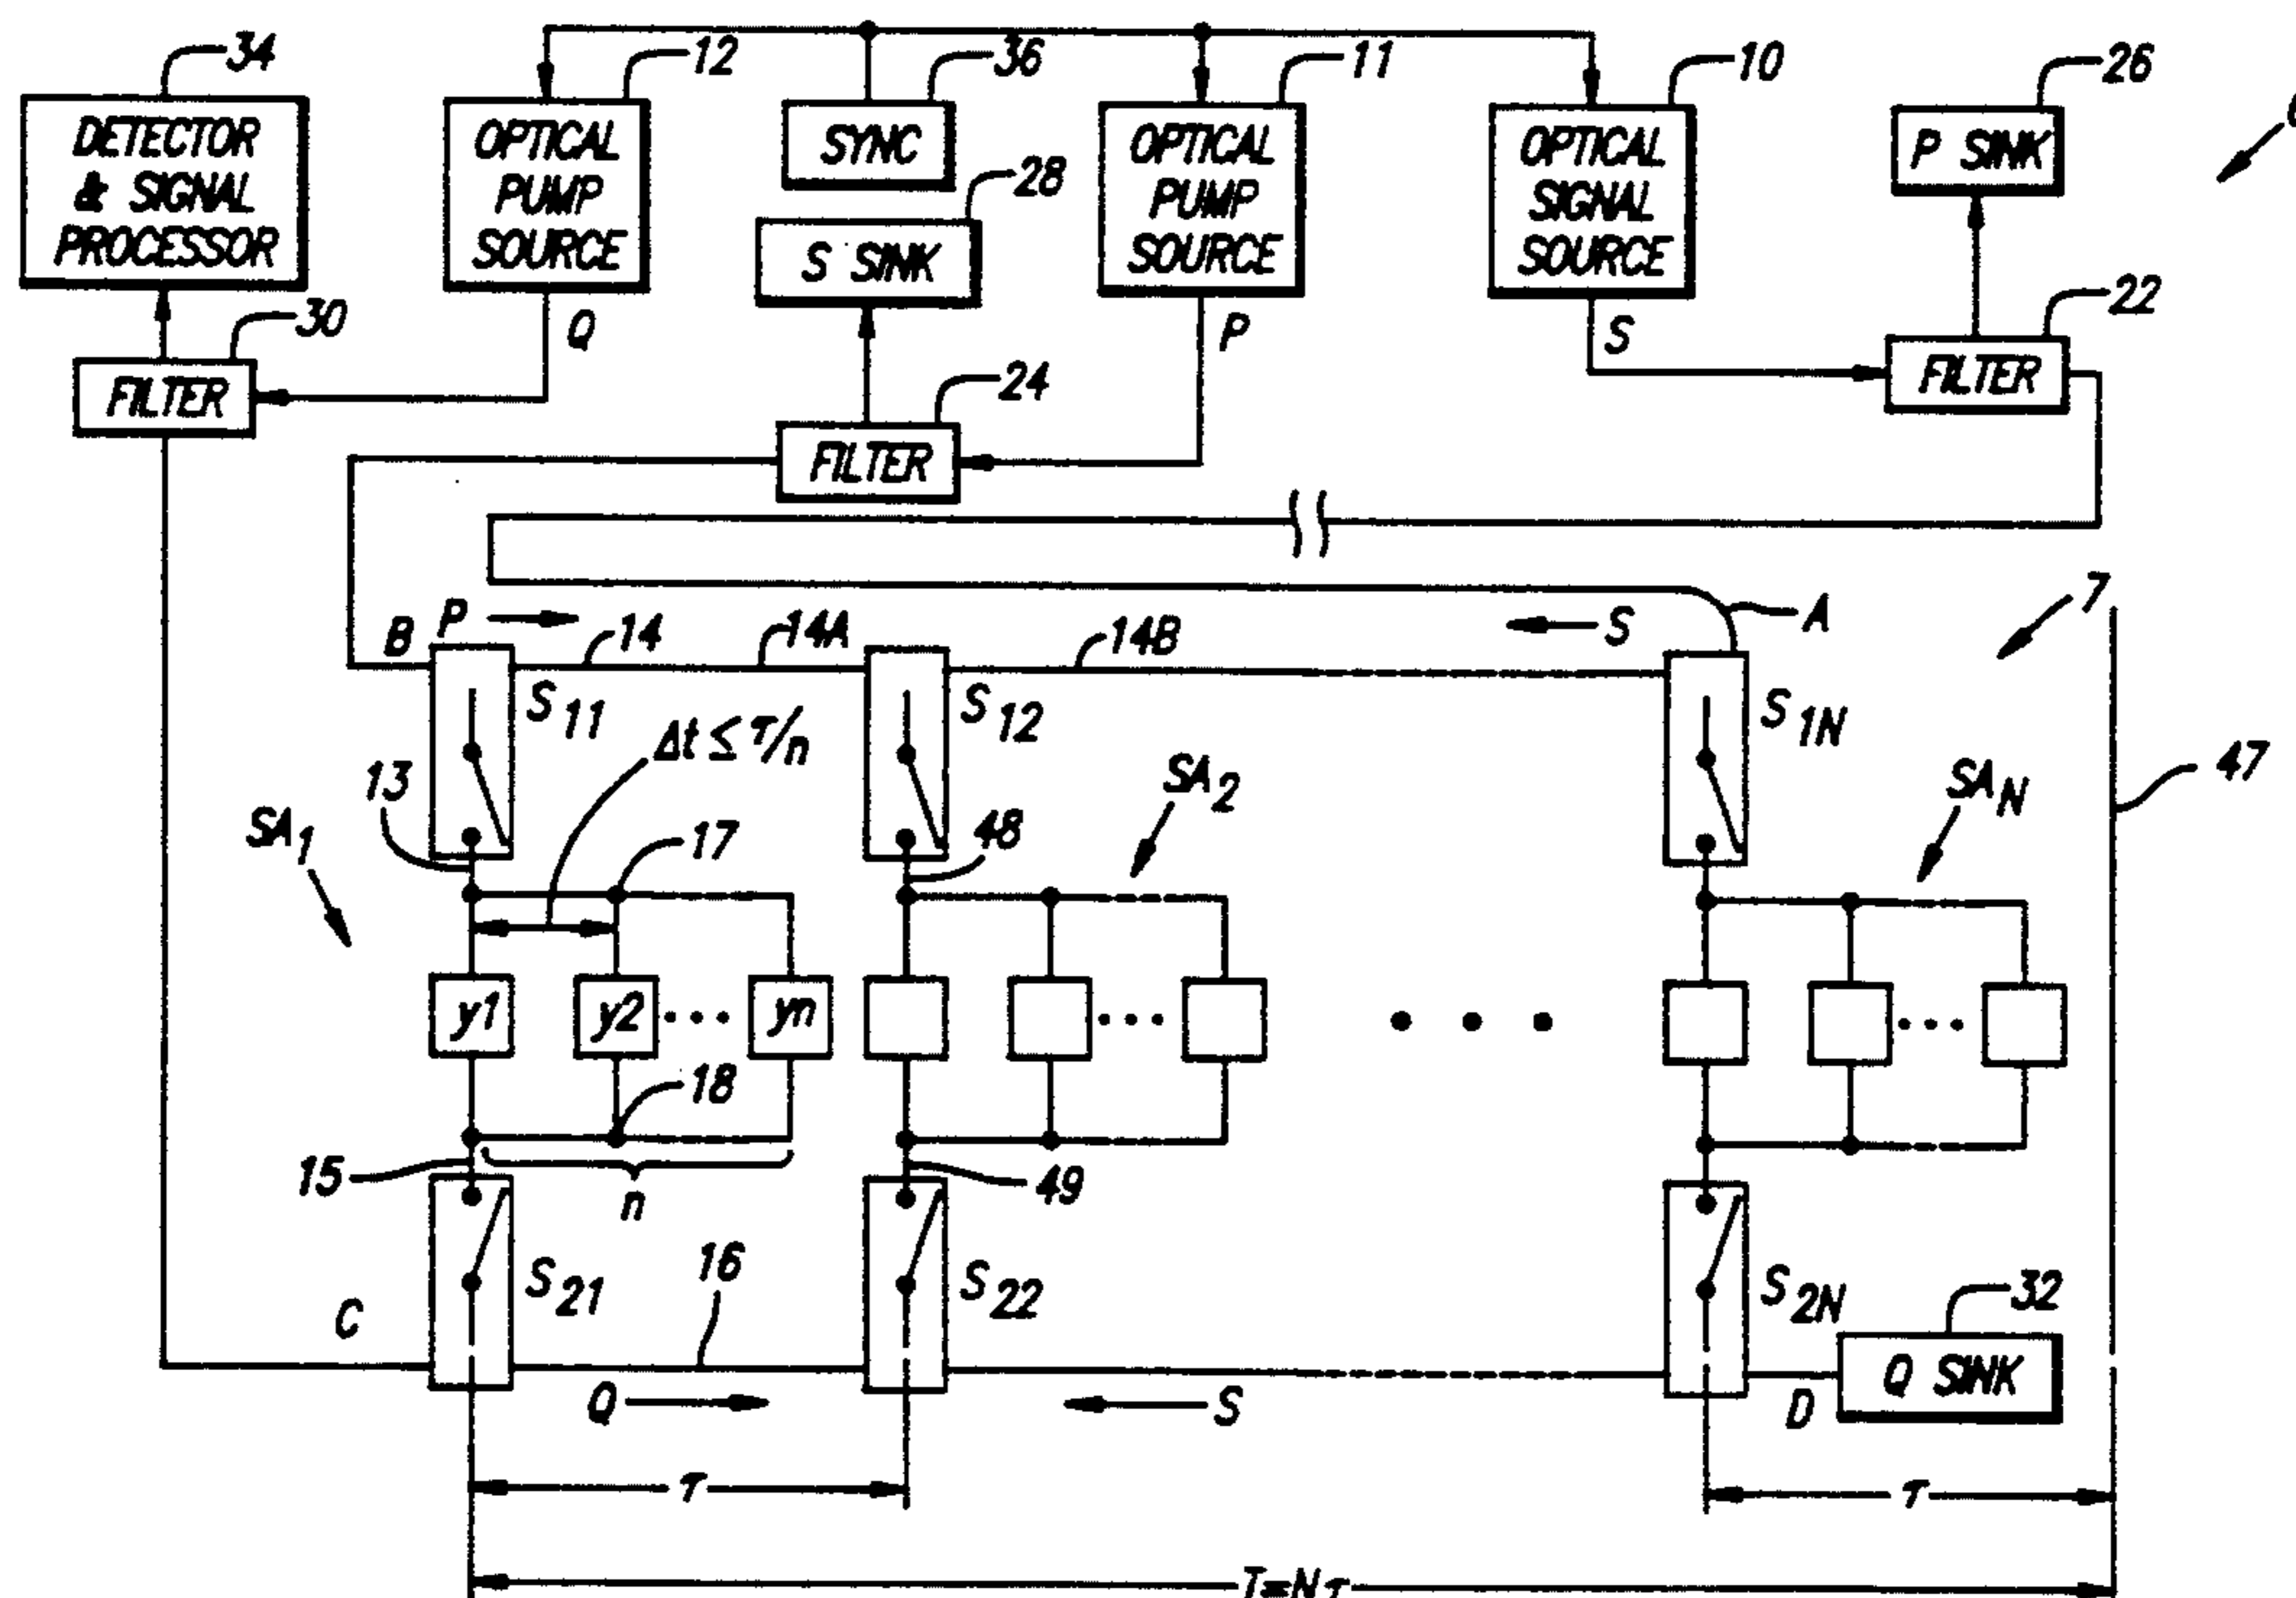 34
12
36
11
10
26
DETECTOR
& SIGNAL
PROCESSOR
OPTICAL
PUMP
SOURCE
SYNC
28
S SINK
OPTICAL
PUMP
SOURCE
OPTICAL
SIGNAL
SOURCE
P SINK
30
FILTER
Q
24
FILTER
P
S
22
FILTER
B
P
14
14A
14B
S
A
7
S11
S12
S1N
Δt ≤ τ/n
13
SA1
17
48
SA2
SAN
47
y1
y2
...
yn
...
• • •
...
18
15
n
49
S21
16
S22
S2N
32
C
Q
S
D
Q SINK
τ
τ
T=Nτ